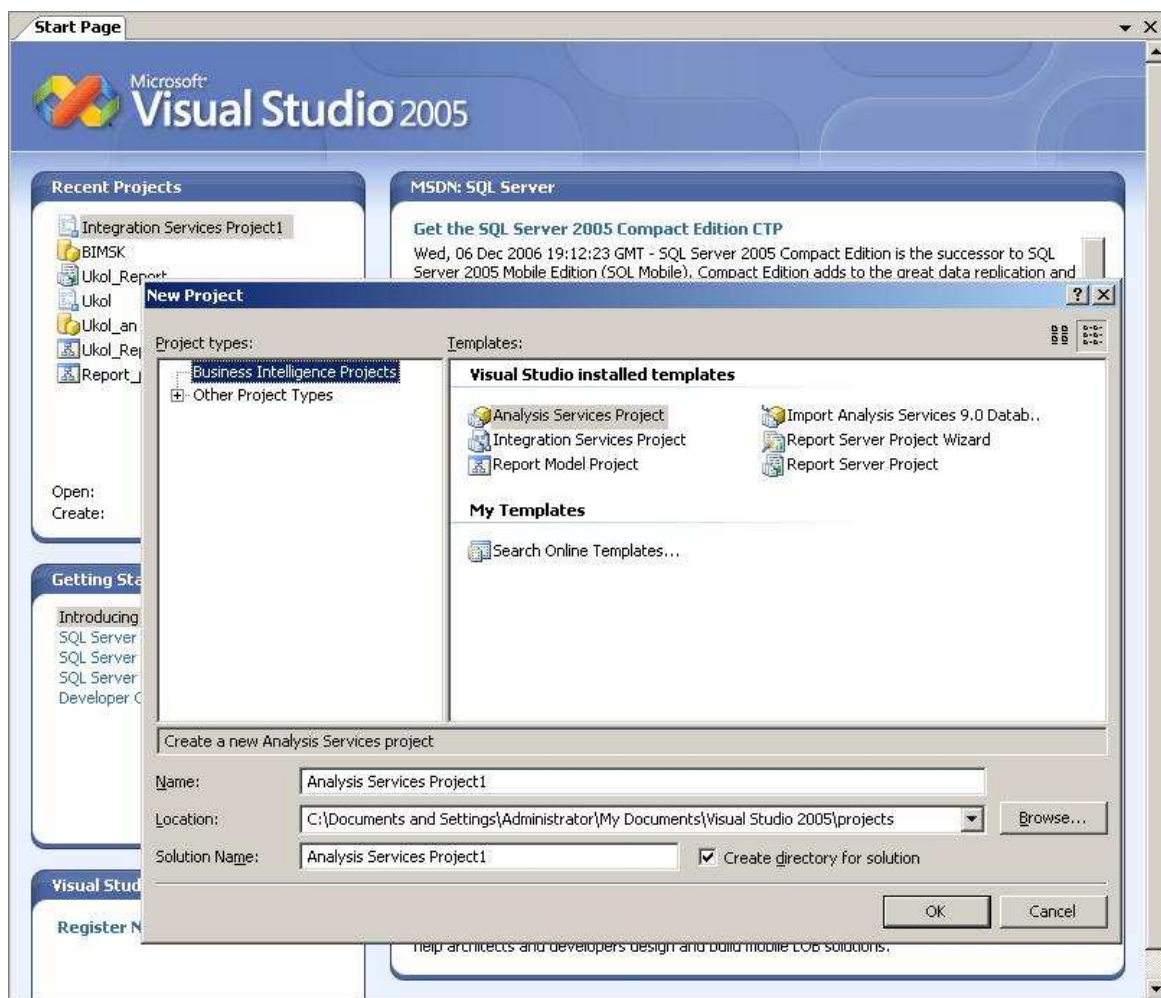 Start Page
Microsoft
Visual Studio 2005
Recent Projects
Integration Services Project1
BIMSK
Ukol_Report
Ukol
Ukol_an
Ukol_Rep
Report_
Open:
Create:
Getting Sta
Introducing
SQL Server
SQL Server
SQL Server
Developer C
Visual Stud
Register N
MSDN: SQL Server
Get the SQL Server 2005 Compact Edition CTP
Wed, 06 Dec 2006 19:12:23 GMT - SQL Server 2005 Compact Edition is the successor to SQL
Server 2005 Mobile Edition (SQL Mobile). Compact Edition adds to the great data replication and
New Project
Project types:
Business Intelligence Projects
Other Project Types
Templates:
Visual Studio installed templates
Analysis Services Project
Integration Services Project
Report Model Project
Import Analysis Services 9.0 Datab..
Report Server Project Wizard
Report Server Project
My Templates
Search Online Templates...
Create a new Analysis Services project
Name:
Analysis Services Project1
Location:
C:\Documents and Settings\Administrator\My Documents\Visual Studio 2005\projects
Browse...
Solution Name:
Analysis Services Project1
Create directory for solution
OK
Cancel
help architects and developers design and build mobile LOB solutions.